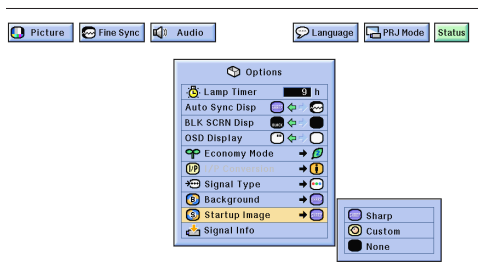 Picture Fine Sync Audio Language PRJ Mode Status
Options
Lamp Timer 9 h
Auto Sync Disp
BLK SCRN Disp
OSD Display
Economy Mode
I/P
Signal Type
B Background
S Startup Image
Signal Info
Sharp
Custom
None